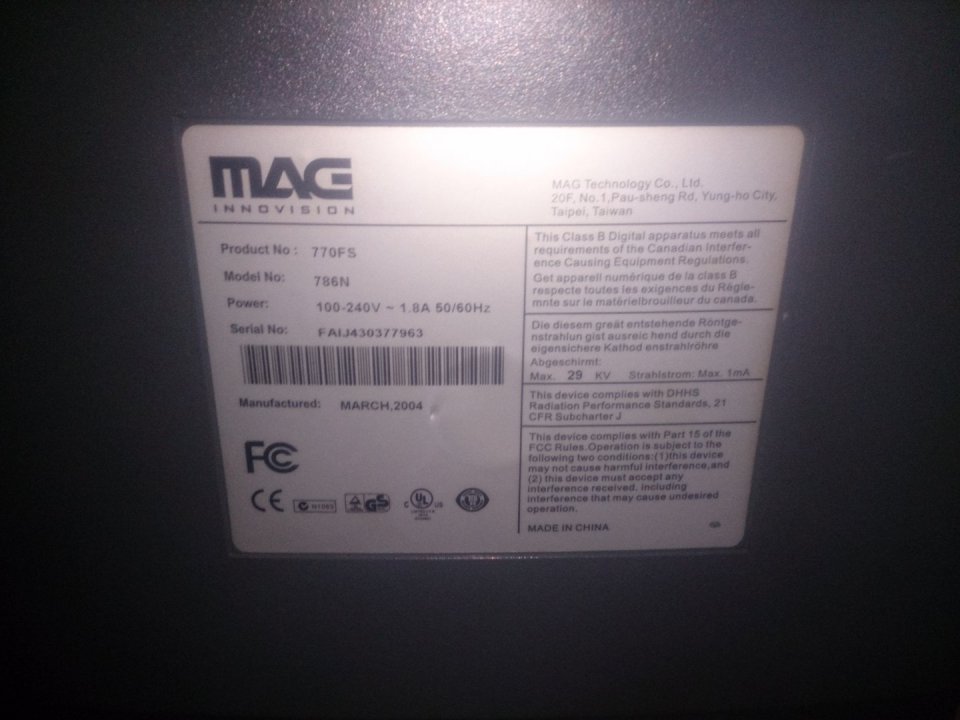 MAG
INNOVISION
MAG Technology Co., Ltd.
20F, No.1,Pau-sheng Rd, Yung-ho City,
Taipei, Taiwan
Product No : 770FS
Model No: 786N
Power: 100-240V ~ 1.8A 50/60Hz
Serial No: FAIJ430377963
Manufactured: MARCH,2004
FC
CE
N1063
GS
C UL US
This Class B Digital apparatus meets all
requirements of the Canadian Interfer-
ence Causing Equipment Regulations.
Get apparell numérique de la class B
respecte toutes les exigences du Règle-
mnte sur le matérielbrouilleur du canada.
Die diesem greät entstehende Röntge-
nstrahlun gist ausreic hend durch die
eigensichere Kathod enstrahlröhre
Abgeschirmt:
Max. 29 KV Strahlstrom: Max. 1mA
This device complies with DHHS
Radiation Performance Standards, 21
CFR Subcharter J
This device complies with Part 15 of the
FCC Rules.Operation is subject to the
following two conditions:(1)this device
may not cause harmful interference,and
(2) this device must accept any
interference received, including
interference that may cause undesired
operation.
MADE IN CHINA